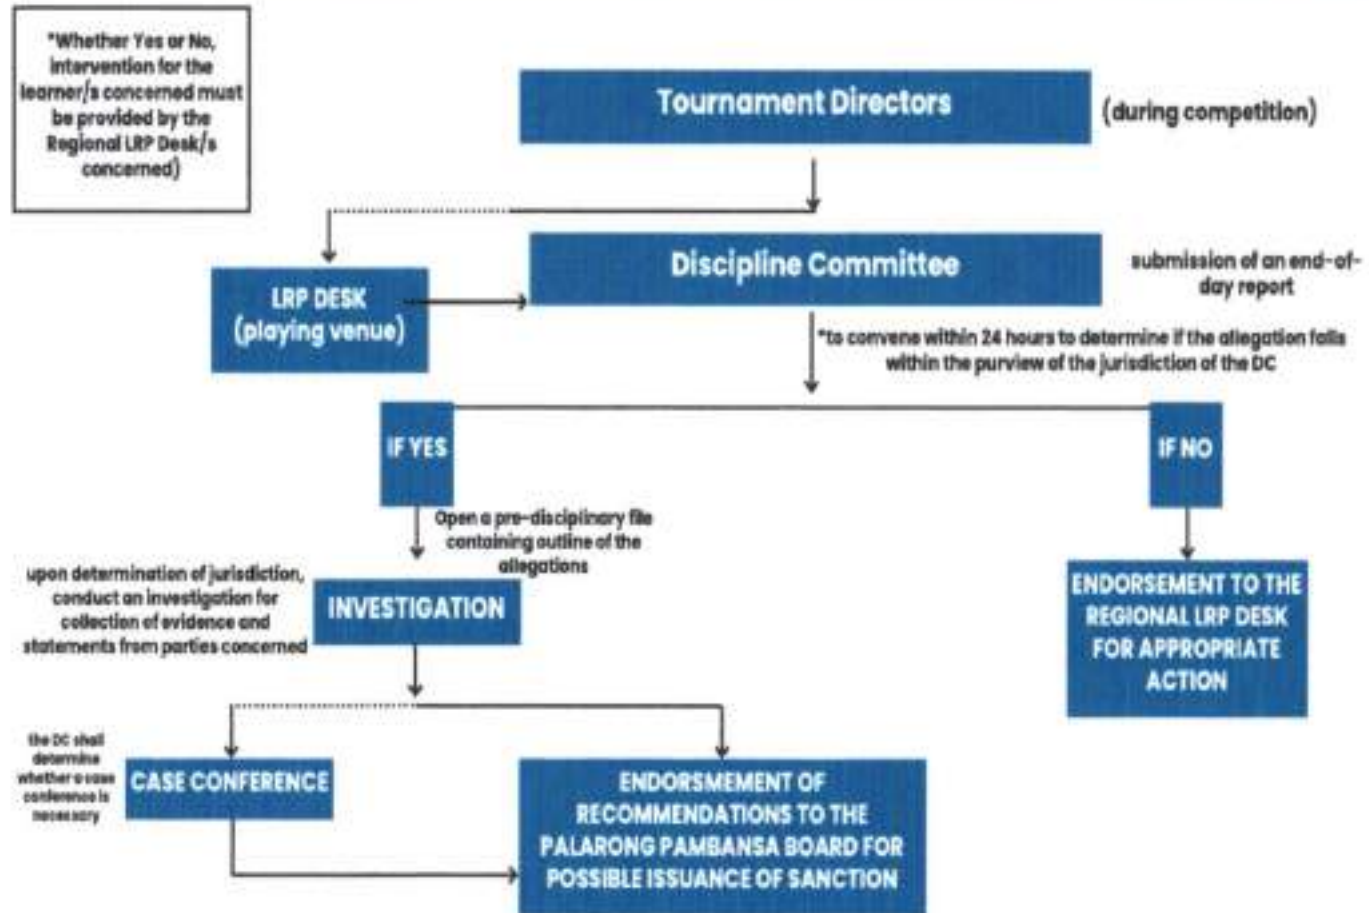 *Whether Yes or No,
intervention for the
learner/s concerned must
be provided by the
Regional LRP Desk/s
concerned)
Tournament Directors
(during competition)
LRP DESK
(playing venue)
Discipline Committee
submission of an end-of-
day report
*to convene within 24 hours to determine if the allegation falls
within the purview of the jurisdiction of the DC
IF YES
IF NO
Open a pre-disciplinary file
containing outline of the
allegations
upon determination of jurisdiction,
conduct an investigation for
collection of evidence and
statements from parties concerned
INVESTIGATION
ENDORSEMENT TO THE
REGIONAL LRP DESK
FOR APPROPRIATE
ACTION
the DC shall
determine
whether a case
conference is
necessary
CASE CONFERENCE
ENDORSMEMENT OF
RECOMMENDATIONS TO THE
PALARONG PAMBANSA BOARD FOR
POSSIBLE ISSUANCE OF SANCTION